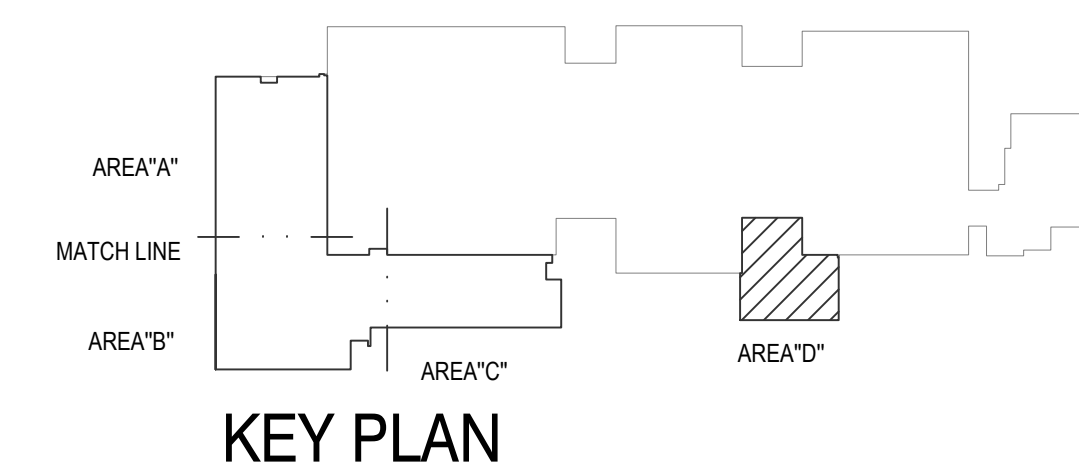 AREA"A"
MATCH LINE
AREA"B"
AREA"C"
AREA"D"
KEY PLAN